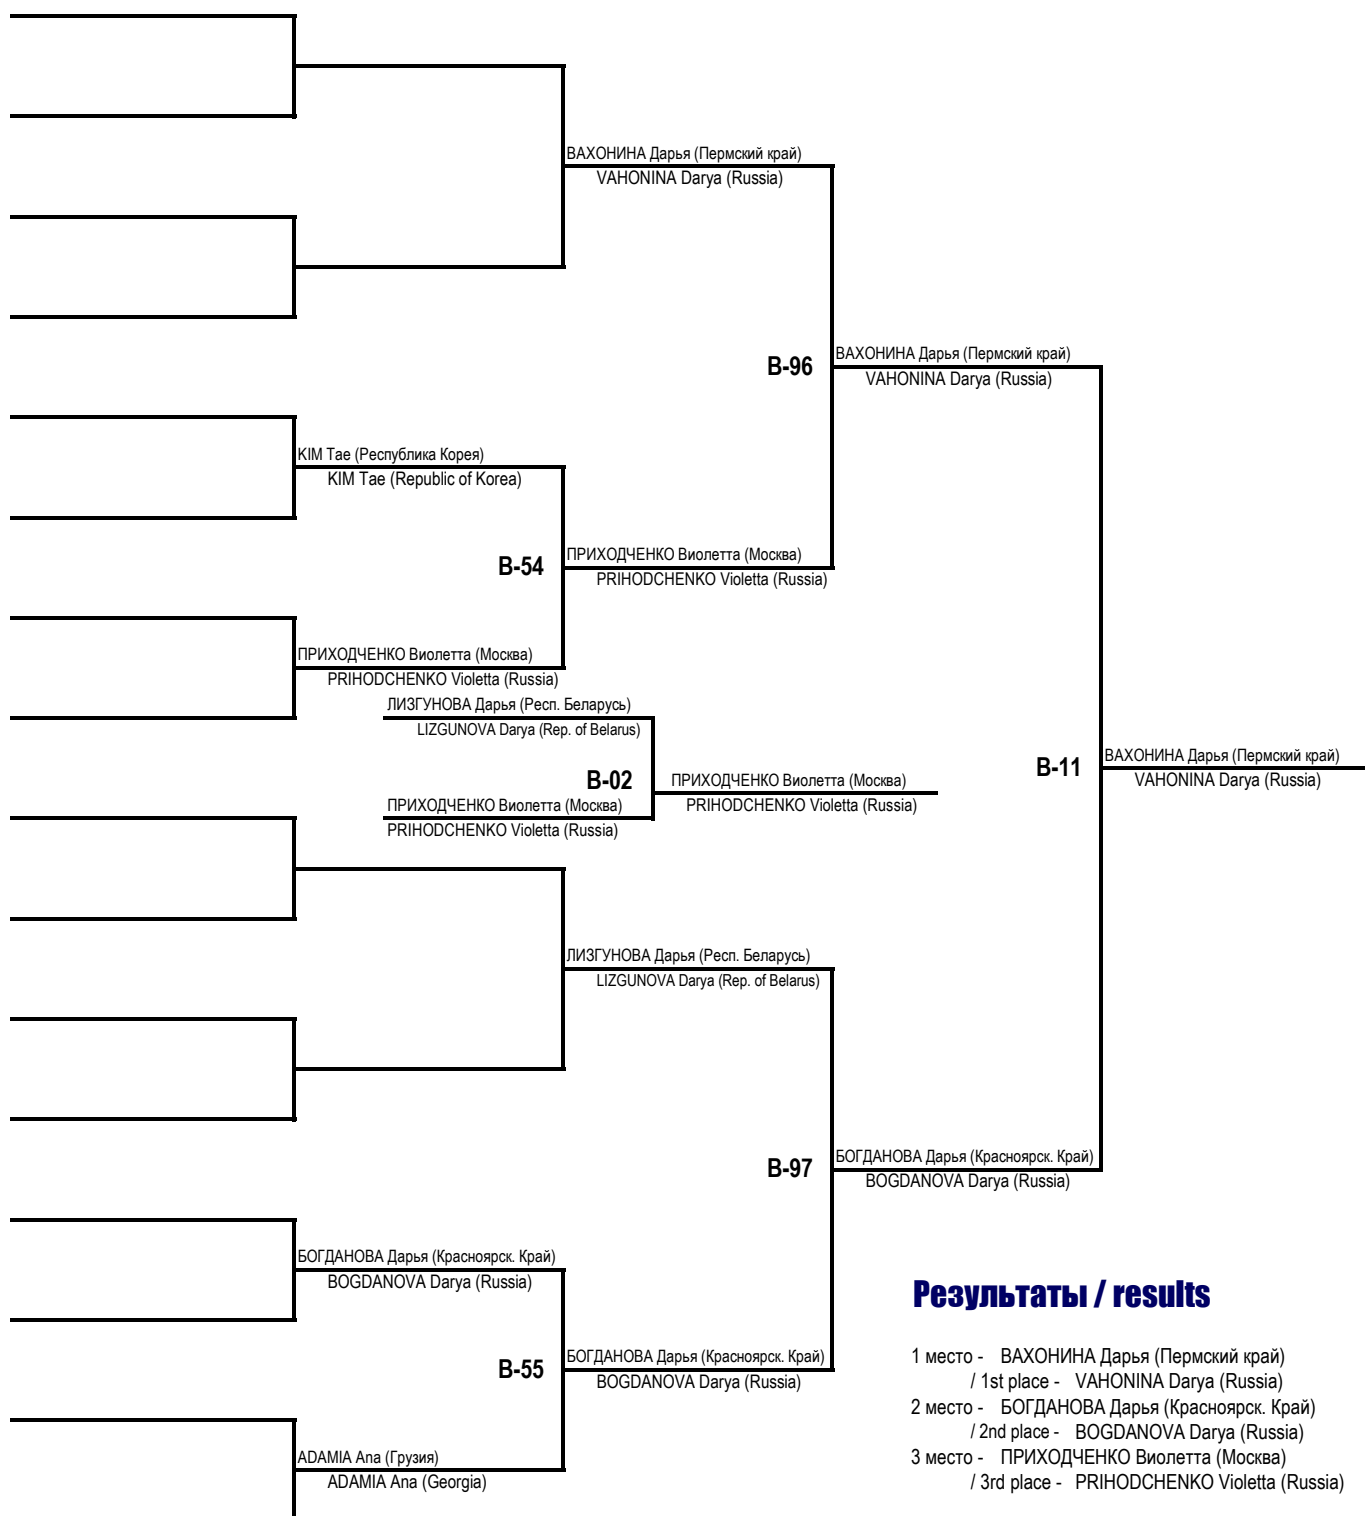 ВАХОНИНА Дарья (Пермский край)
VAHONINA Darya (Russia)
B-96
ВАХОНИНА Дарья (Пермский край)
VAHONINA Darya (Russia)
KIM Tae (Республика Корея)
KIM Tae (Republic of Korea)
B-54
ПРИХОДЧЕНКО Виолетта (Москва)
PRIHODCHENKO Violetta (Russia)
ПРИХОДЧЕНКО Виолетта (Москва)
PRIHODCHENKO Violetta (Russia)
ЛИЗГУНОВА Дарья (Респ. Беларусь)
LIZGUNOVA Darya (Rep. of Belarus)
B-02
ПРИХОДЧЕНКО Виолетта (Москва)
PRIHODCHENKO Violetta (Russia)
ПРИХОДЧЕНКО Виолетта (Москва)
PRIHODCHENKO Violetta (Russia)
B-11
ВАХОНИНА Дарья (Пермский край)
VAHONINA Darya (Russia)
ЛИЗГУНОВА Дарья (Респ. Беларусь)
LIZGUNOVA Darya (Rep. of Belarus)
B-97
БОГДАНОВА Дарья (Красноярск. Край)
BOGDANOVA Darya (Russia)
БОГДАНОВА Дарья (Красноярск. Край)
BOGDANOVA Darya (Russia)
B-55
БОГДАНОВА Дарья (Красноярск. Край)
BOGDANOVA Darya (Russia)
ADAMIA Ana (Грузия)
ADAMIA Ana (Georgia)
Результаты / results
1 место - ВАХОНИНА Дарья (Пермский край)
/ 1st place - VAHONINA Darya (Russia)
2 место - БОГДАНОВА Дарья (Красноярск. Край)
/ 2nd place - BOGDANOVA Darya (Russia)
3 место - ПРИХОДЧЕНКО Виолетта (Москва)
/ 3rd place - PRIHODCHENKO Violetta (Russia)